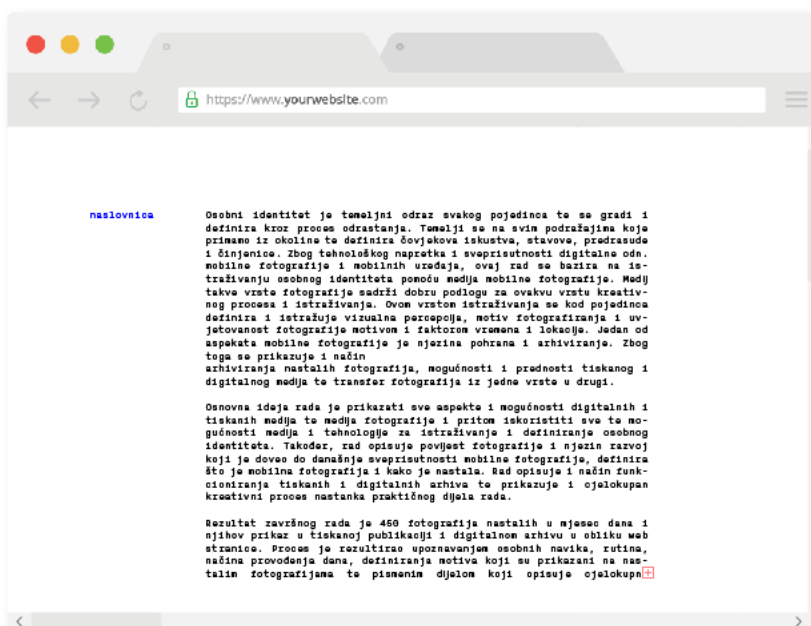 https://www.yourwebsite.com
naslovnica
Osobni identitet je temeljni odraz svakog pojedinca te se gradi i
definira kroz proces odrastanja. Temelji se na svim podražajima koje
primamo iz okoline te definira čovjekova iskustva, stavove, predrasude
i činjenice. Zbog tehnološkog napretka i sveprisutnosti digitalne odn.
mobilne fotografije i mobilnih uređaja, ovaj rad se bazira na is-
traživanju osobnog identiteta pomoću medija mobilne fotografije. Medij
takve vrste fotografije sadrži dobru podlogu za ovakvu vrstu kreativ-
nog procesa i istraživanja. Ovom vrstom istraživanja se kod pojedinca
definira i istražuje vizualna percepcija, motiv fotografiranja i uv-
jetovanost fotografije motivom i faktorom vremena i lokacije. Jedan od
aspekata mobilne fotografije je njezina pohrana i arhiviranje. Zbog
toga se prikazuje i način
arhiviranja nastalih fotografija, mogućnosti i prednosti tiskanog i
digitalnog medija te transfer fotografija iz jedne vrste u drugi.
Osnovna ideja rada je prikazati sve aspekte i mogućnosti digitalnih i
tiskanih medija te medija fotografije i pritom iskoristiti sve te mo-
gućnosti medija i tehnologije za istraživanje i definiranje osobnog
identiteta. Također, rad opisuje povijest fotografije i njezin razvoj
koji je doveo do današnje sveprisutnosti mobilne fotografije, definira
što je mobilna fotografija i kako je nastala. Rad opisuje i način funk-
cioniranja tiskanih i digitalnih arhiva te prikazuje i cjelokupan
kreativni proces nastanka praktičnog dijela rada.
Rezultat završnog rada je 450 fotografija nastalih u mjesec dana i
njihov prikaz u tiskanoj publikaciji i digitalnom arhivu u obliku web
stranice. Proces je rezultirao upoznavanjem osobnih navika, rutina,
načina provođenja dana, definiranja motiva koji su prikazani na nas-
talim fotografijama te pismenim dijelom koji opisuje cjelokupn